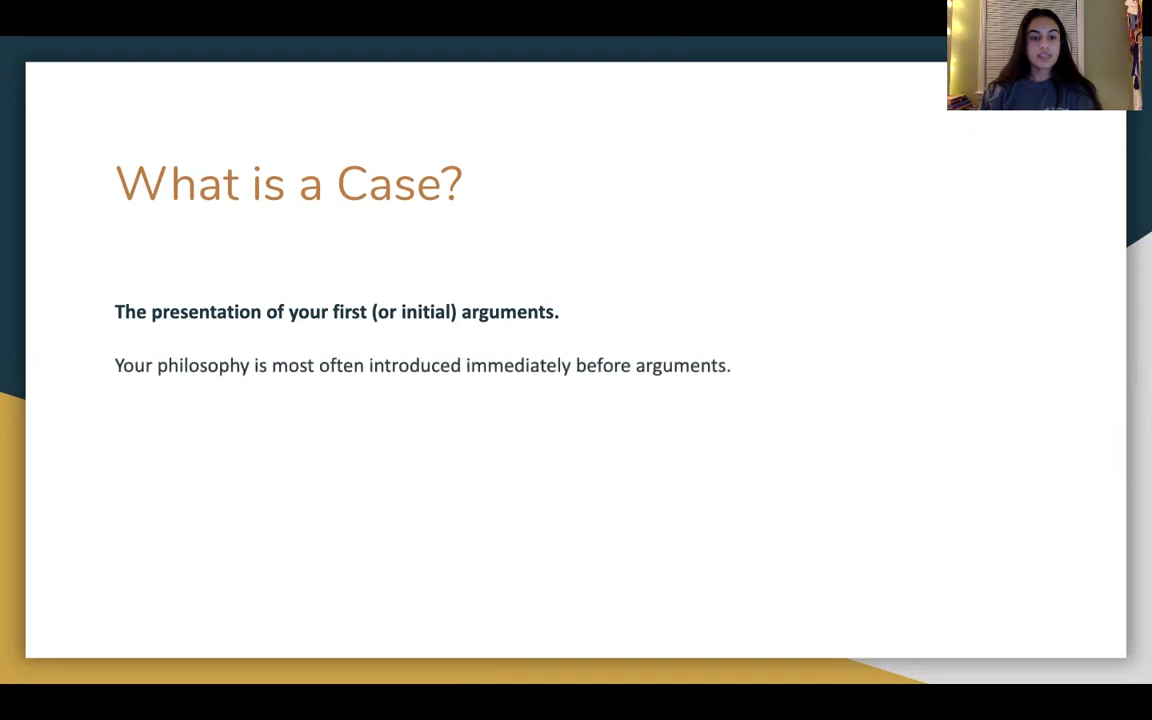 What is a Case?
The presentation of your first (or initial) arguments.
Your philosophy is most often introduced immediately before arguments.